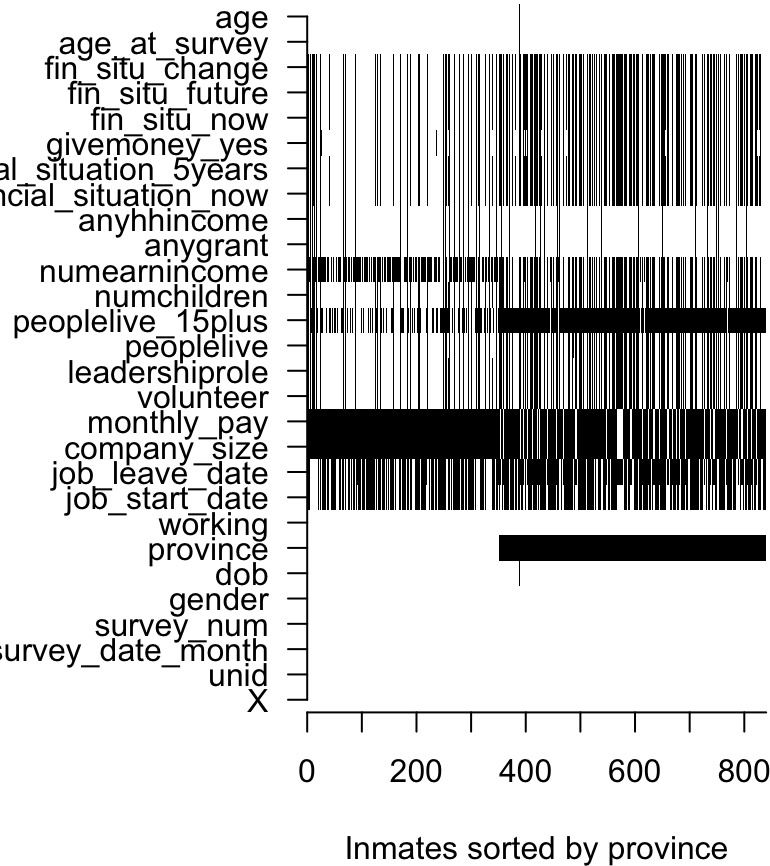 age
age_at_survey
fin_situ_change
fin_situ_future
fin_situ_now
givemoney_yes
al_situation_5years
ncial_situation_now
anyhhincome
anygrant
numearnincome
numchildren
peoplelive_15plus
peoplelive
leadershiprole
volunteer
monthly_pay
company_size
job_leave_date
job_start_date
working
province
dob
gender
survey_num
survey_date_month
unid
X
0 200 400 600 800
Inmates sorted by province